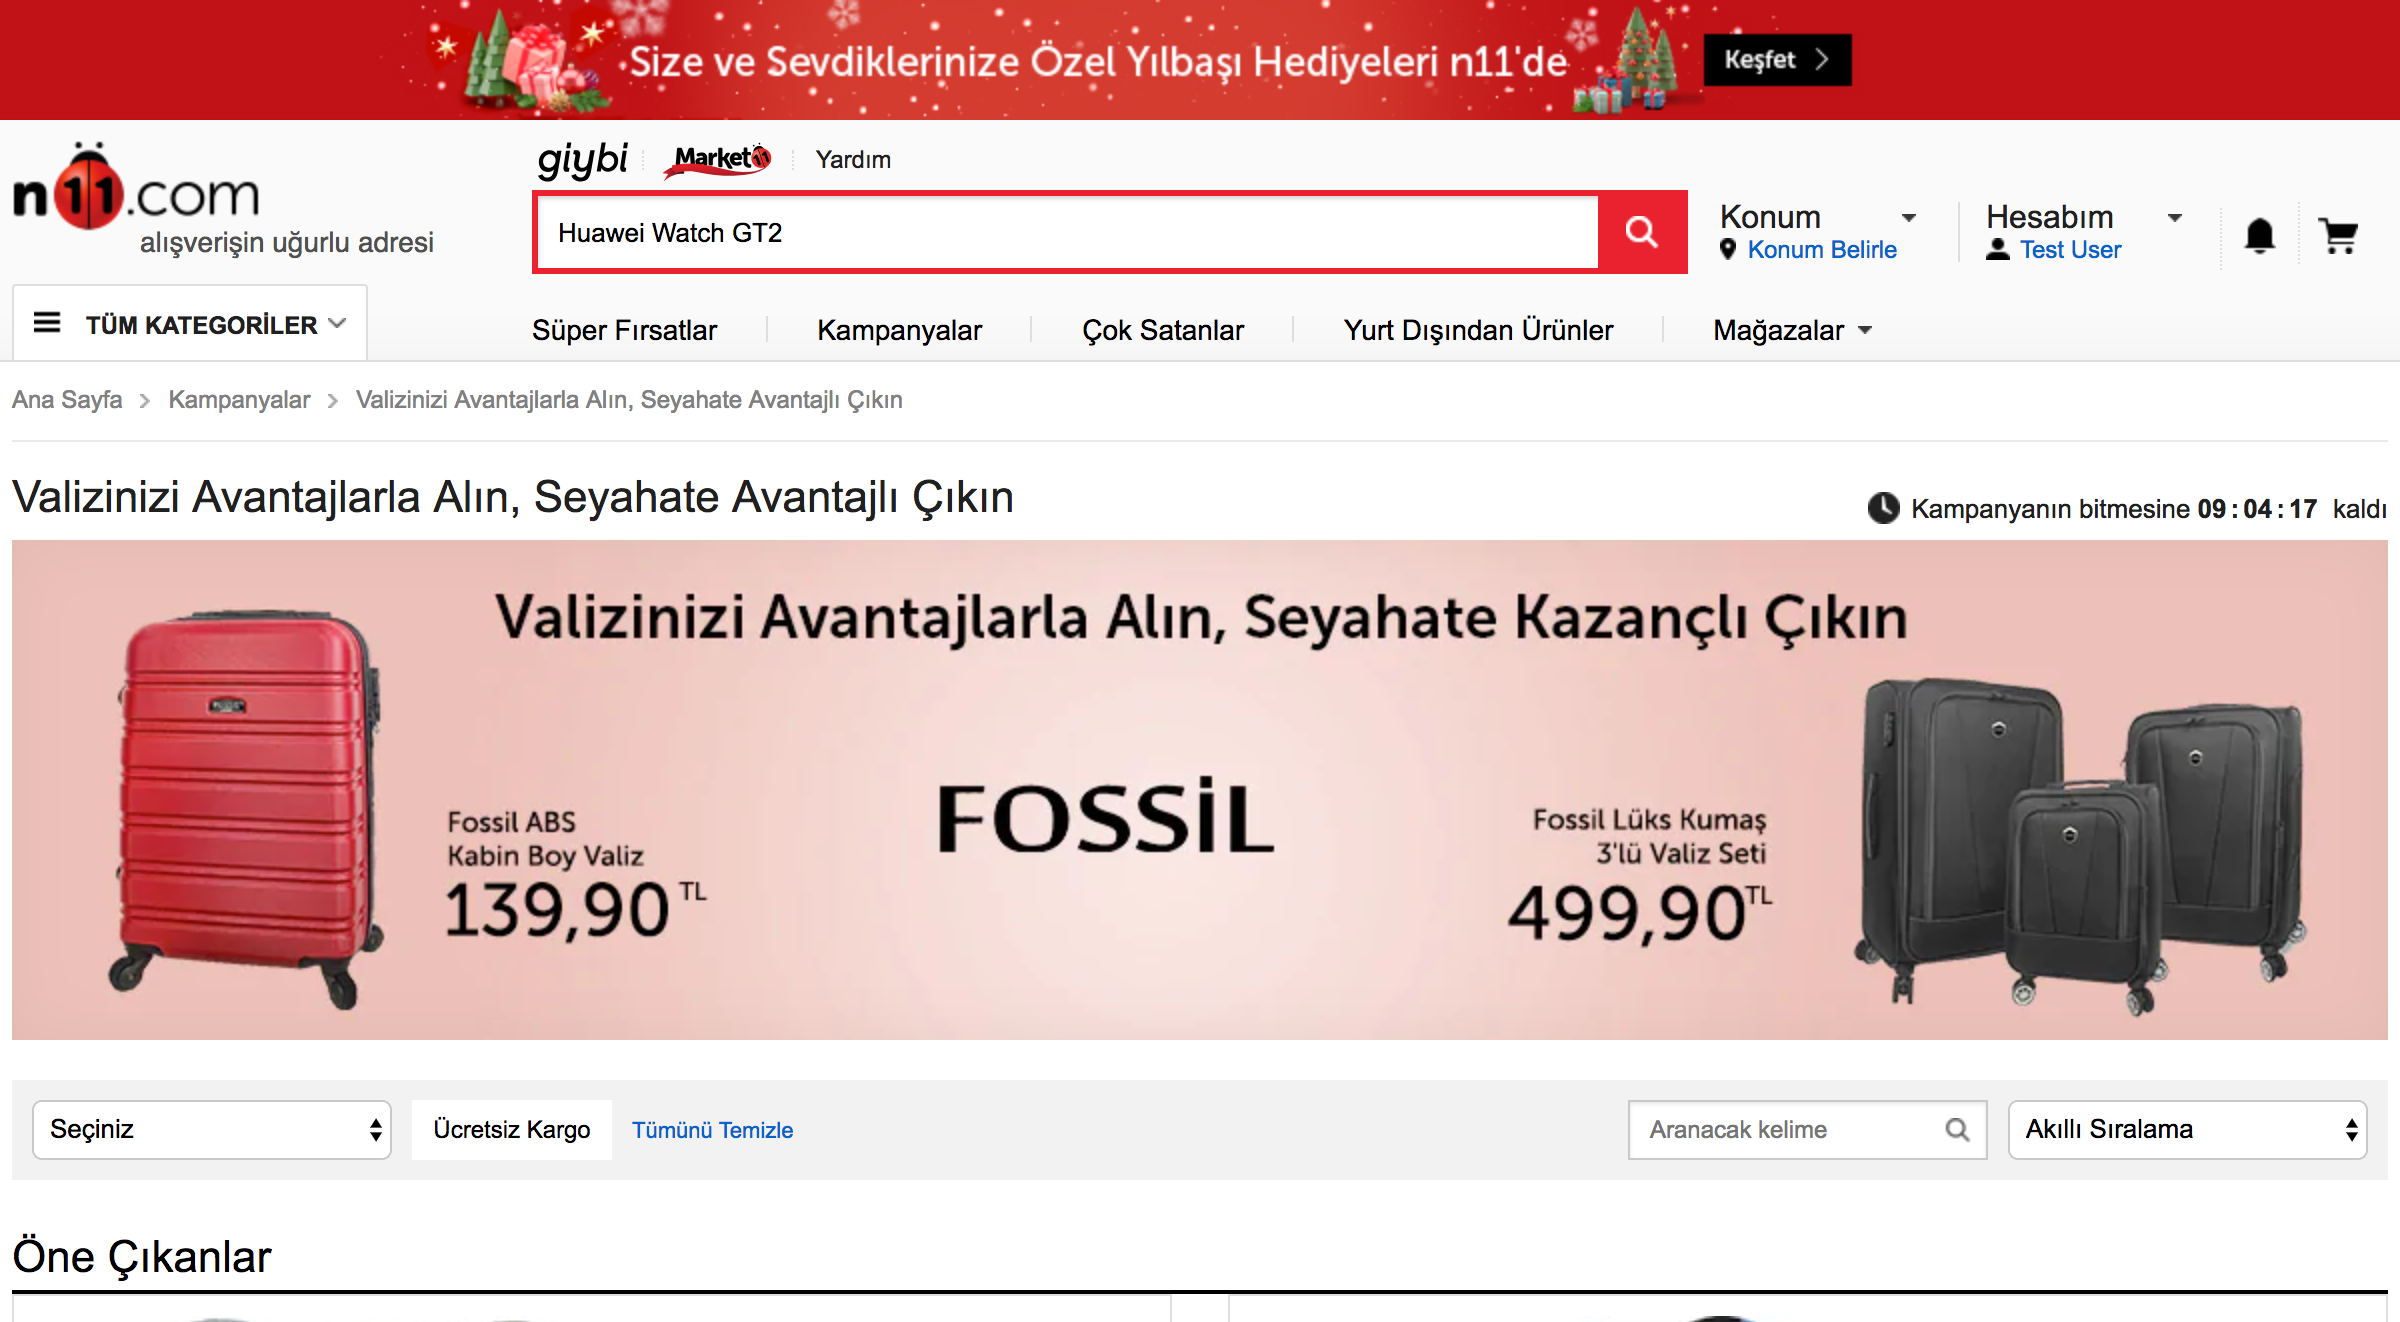 Size ve Sevdiklerinize Özel Yılbaşı Hediyeleri n11'de
Keşfet
n11.com
alışverişin uğurlu adresi
giybi
Market11
Yardım
Huawei Watch GT2
Konum
Konum Belirle
Hesabım
Test User
TÜM KATEGORİLER
Süper Fırsatlar
Kampanyalar
Çok Satanlar
Yurt Dışından Ürünler
Mağazalar
Ana Sayfa > Kampanyalar > Valizinizi Avantajlarla Alın, Seyahate Avantajlı Çıkın
Valizinizi Avantajlarla Alın, Seyahate Avantajlı Çıkın
Kampanyanın bitmesine 09:04:17 kaldı
Valizinizi Avantajlarla Alın, Seyahate Kazançlı Çıkın
Fossil ABS
Kabin Boy Valiz
139,90 TL
FOSSİL
Fossil Lüks Kumaş
3'lü Valiz Seti
499,90 TL
Seçiniz
Ücretsiz Kargo
Tümünü Temizle
Aranacak kelime
Akıllı Sıralama
Öne Çıkanlar